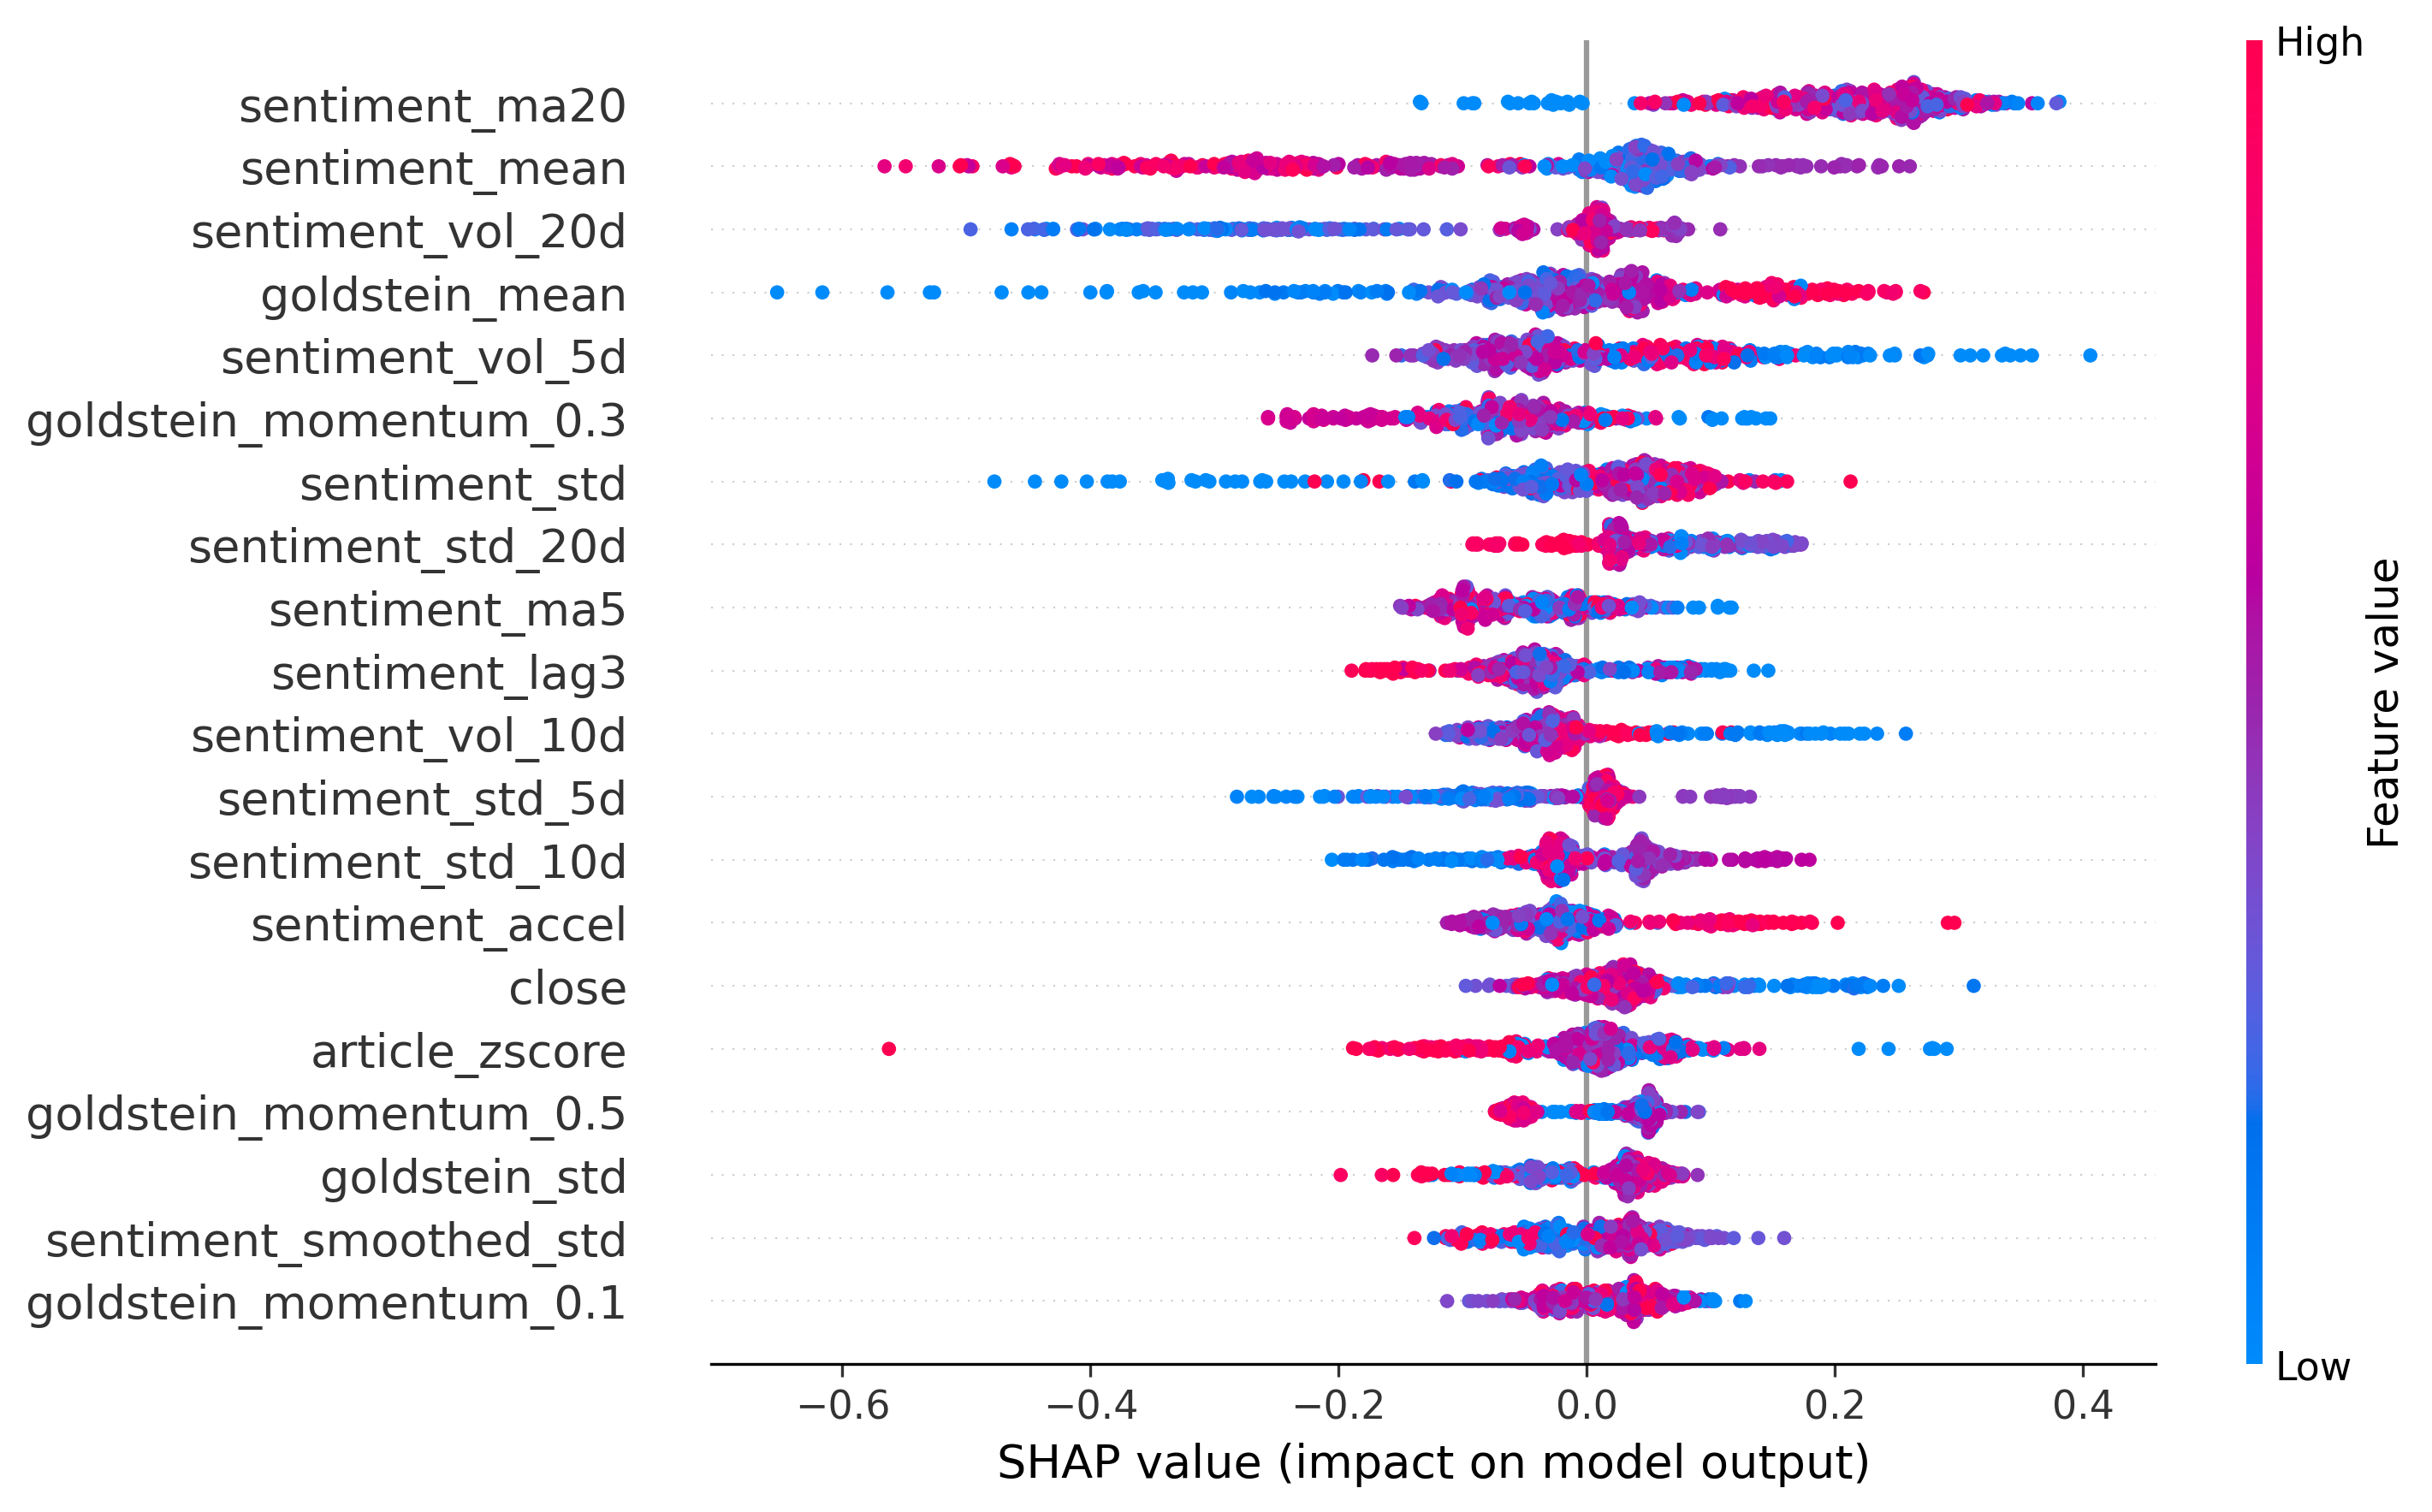 High
sentiment_ma20
sentiment_mean
sentiment_vol_20d
goldstein_mean
sentiment_vol_5d
goldstein_momentum_0.3
sentiment_std
sentiment_std_20d
sentiment_ma5
sentiment_lag3
sentiment_vol_10d
sentiment_std_5d
sentiment_std_10d
sentiment_accel
close
article_zscore
goldstein_momentum_0.5
goldstein_std
sentiment_smoothed_std
goldstein_momentum_0.1
Feature value
Low
−0.6 −0.4 −0.2 0.0 0.2 0.4
SHAP value (impact on model output)